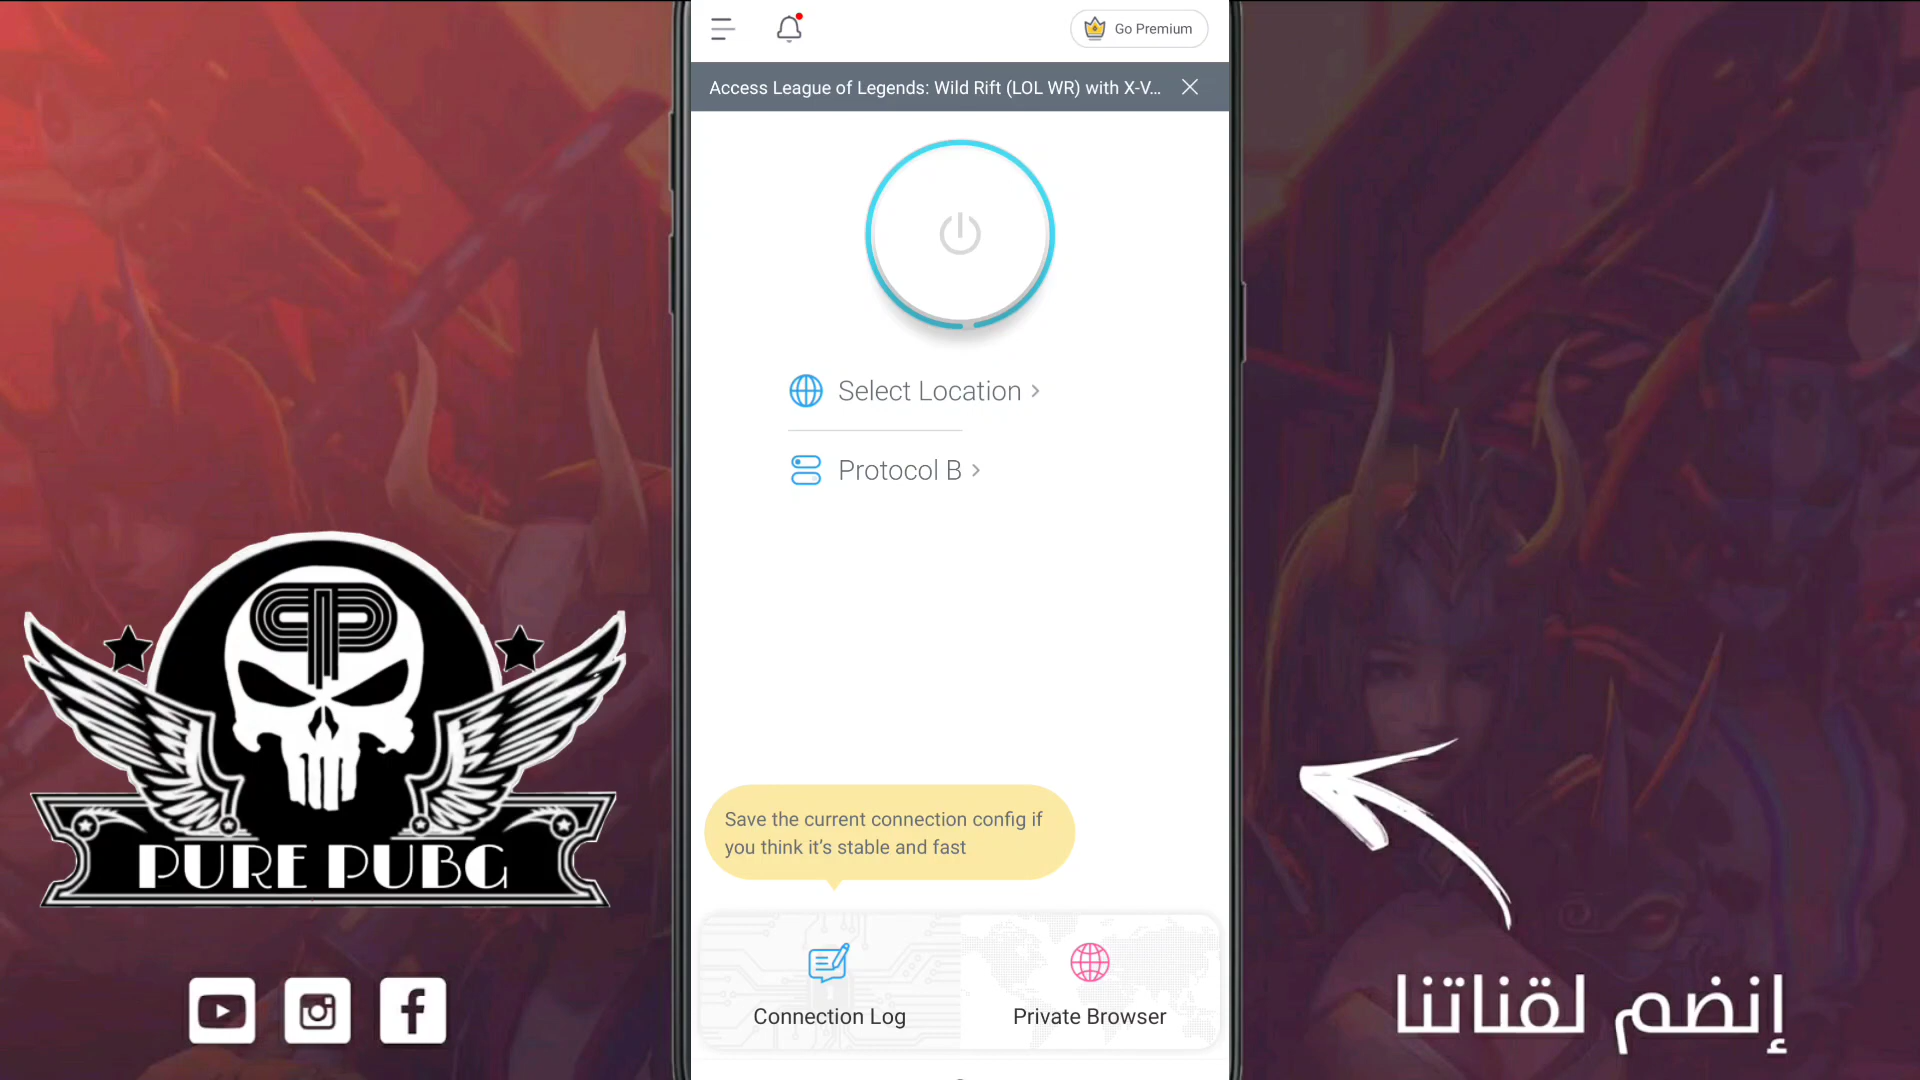 Go Premium
Access League of Legends: Wild Rift (LOL WR) with X-V...
Select Location
Protocol B
Save the current connection config if
you think it's stable and fast
Connection Log
Private Browser
PURE PUBG
إنضم لقناتنا